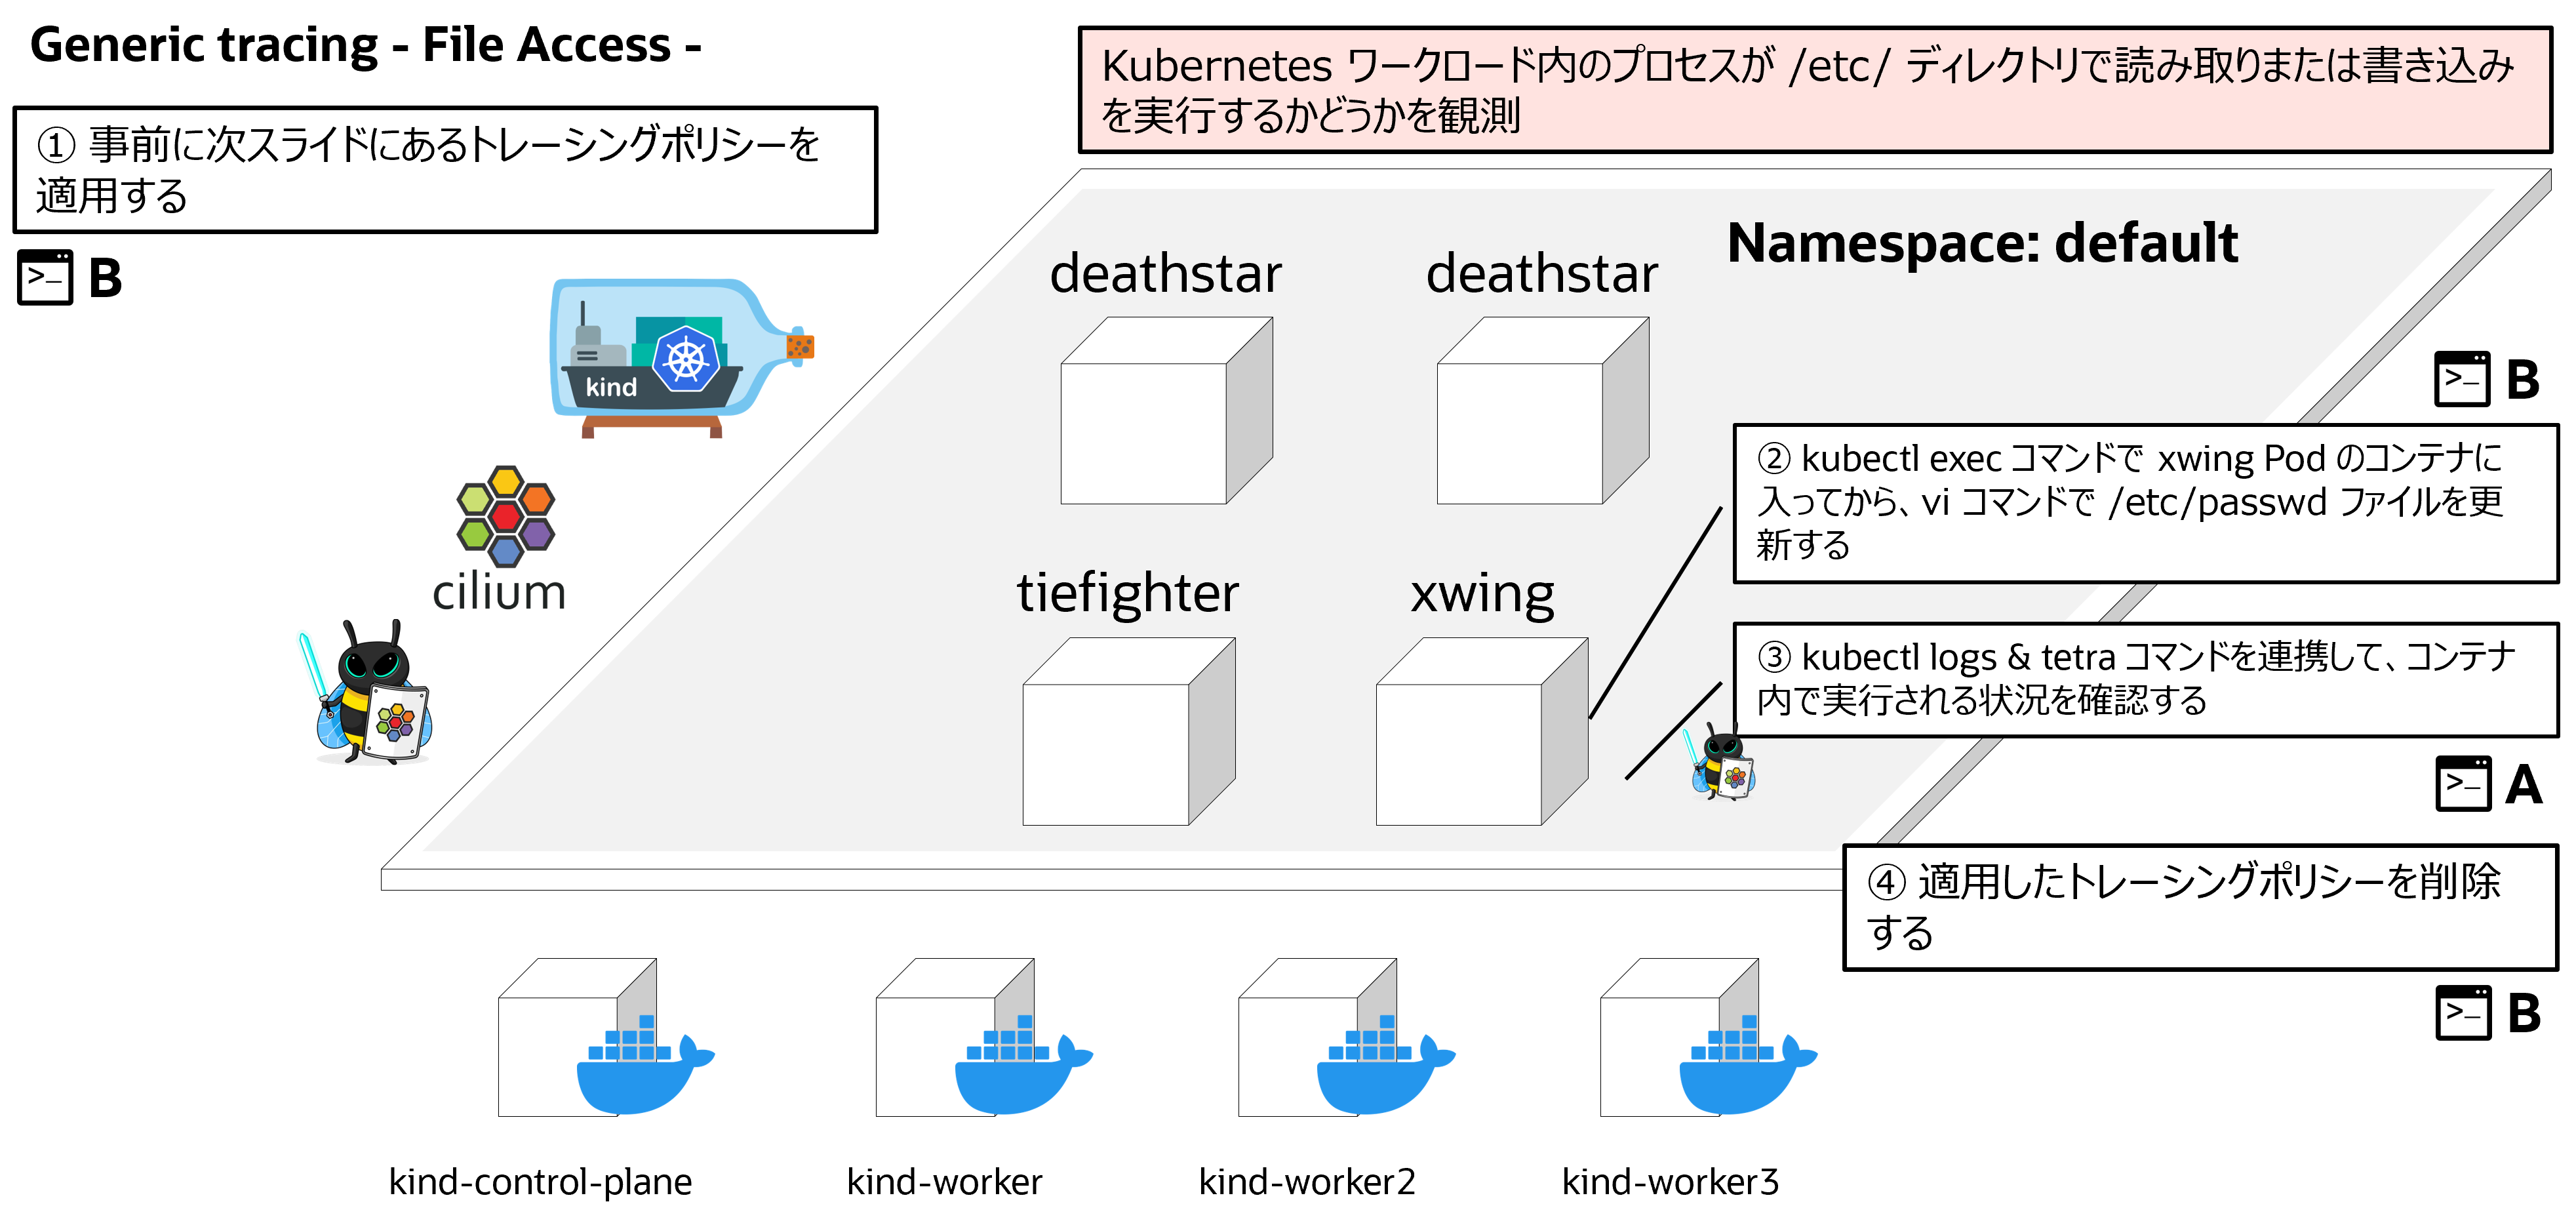 Generic tracing - File Access -
Kubernetes ワークロード内のプロセスが /etc/ ディレクトリで読み取りまたは書き込み
を実行するかどうかを観測
① 事前に次スライドにあるトレーシングポリシーを
適用する
>_ B
Namespace: default
deathstar
deathstar
kind
>_ B
② kubectl exec コマンドで xwing Pod のコンテナに
入ってから、vi コマンドで /etc/passwd ファイルを更
新する
cilium
tiefighter
xwing
③ kubectl logs & tetra コマンドを連携して、コンテナ
内で実行される状況を確認する
>_ A
④ 適用したトレーシングポリシーを削除
する
>_ B
kind-control-plane
kind-worker
kind-worker2
kind-worker3